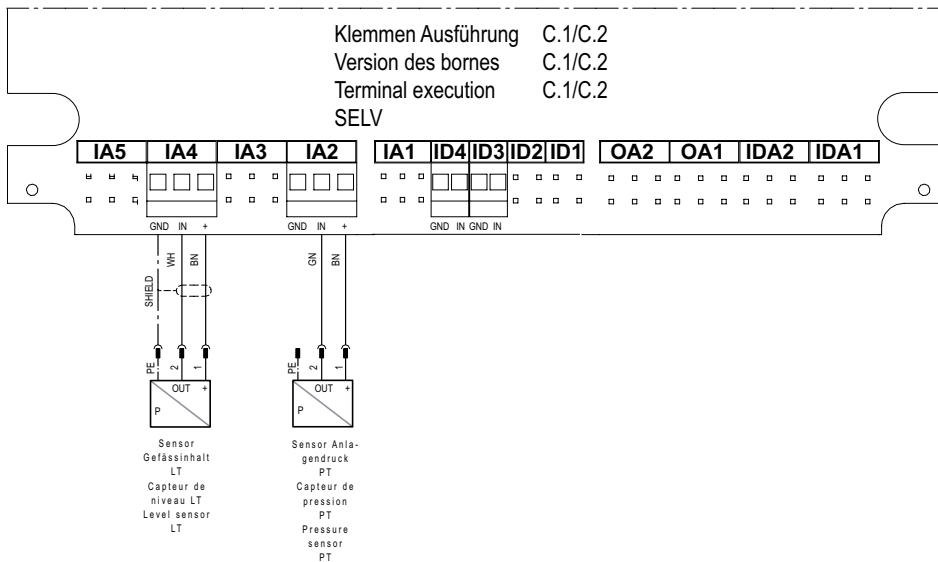 Klemmen Ausführung C.1/C.2
Version des bornes C.1/C.2
Terminal execution C.1/C.2
SELV
IA5 IA4 IA3 IA2 IA1 ID4 ID3 ID2 ID1 OA2 OA1 IDA2 IDA1
GND IN + GND IN + GND IN GND IN
SHIELD WH BN GN BN
PE 2 1 PE 2 1
OUT + OUT +
P P
Sensor
Gefässinhalt
LT
Capteur de
niveau LT
Level sensor
LT
Sensor Anla-
gendruck
PT
Capteur de
pression
PT
Pressure
sensor
PT